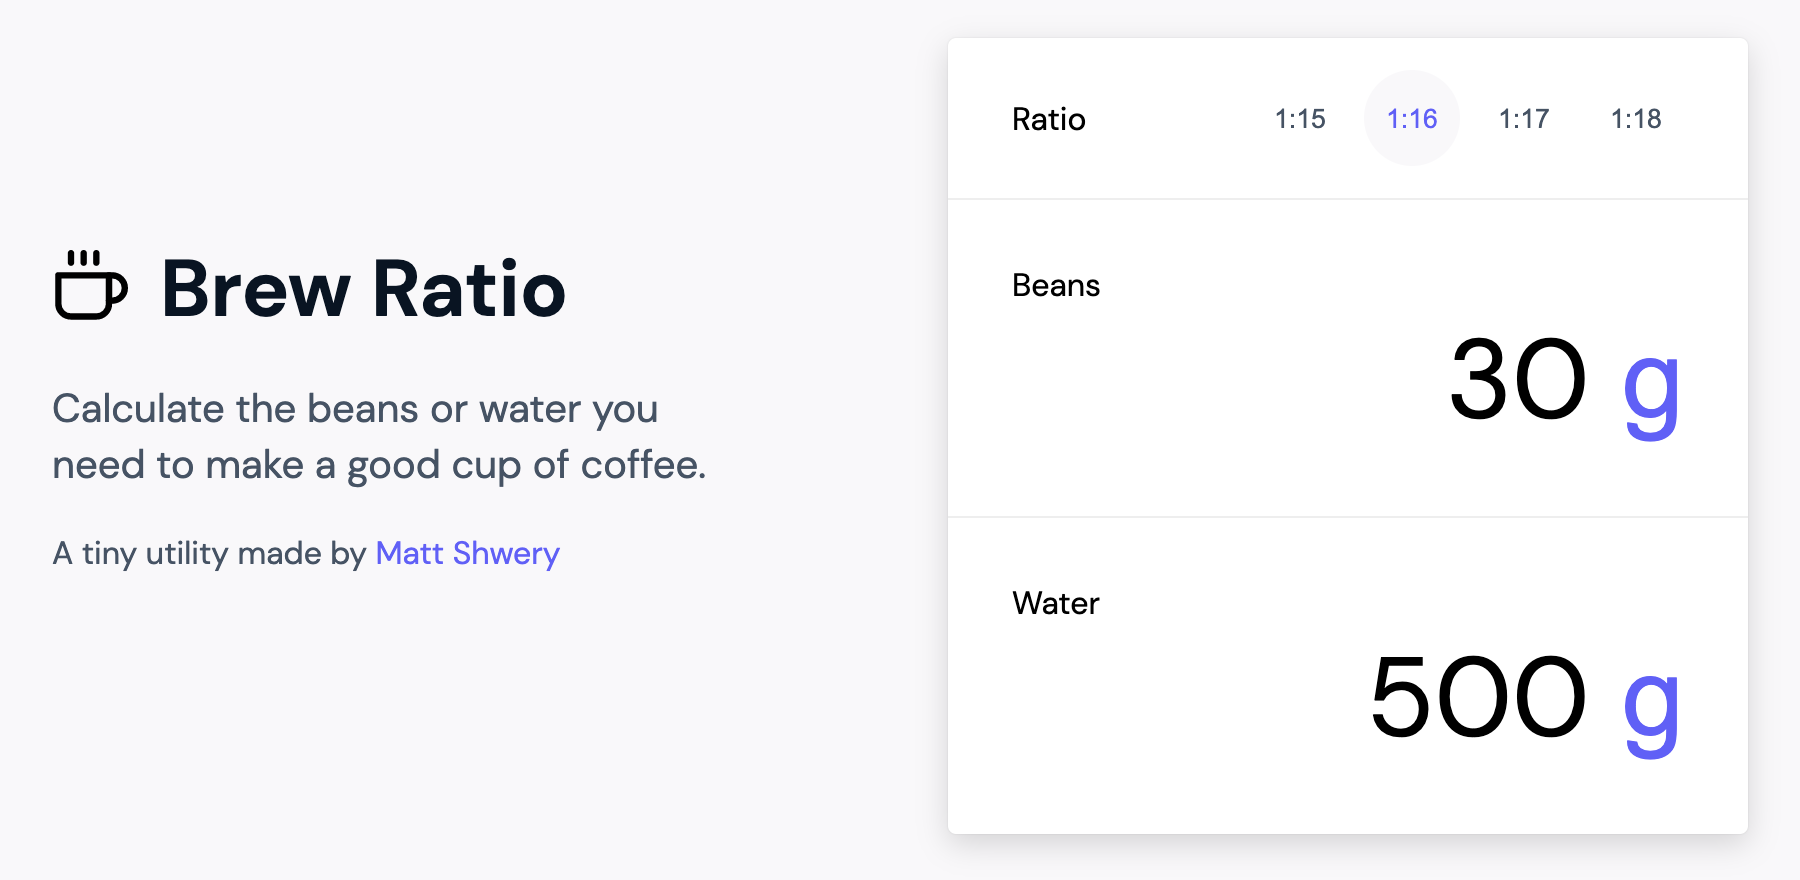 Brew Ratio
Calculate the beans or water you
need to make a good cup of coffee.
A tiny utility made by Matt Shwery
Ratio 1:15 1:16 1:17 1:18
Beans
30 g
Water
500 g